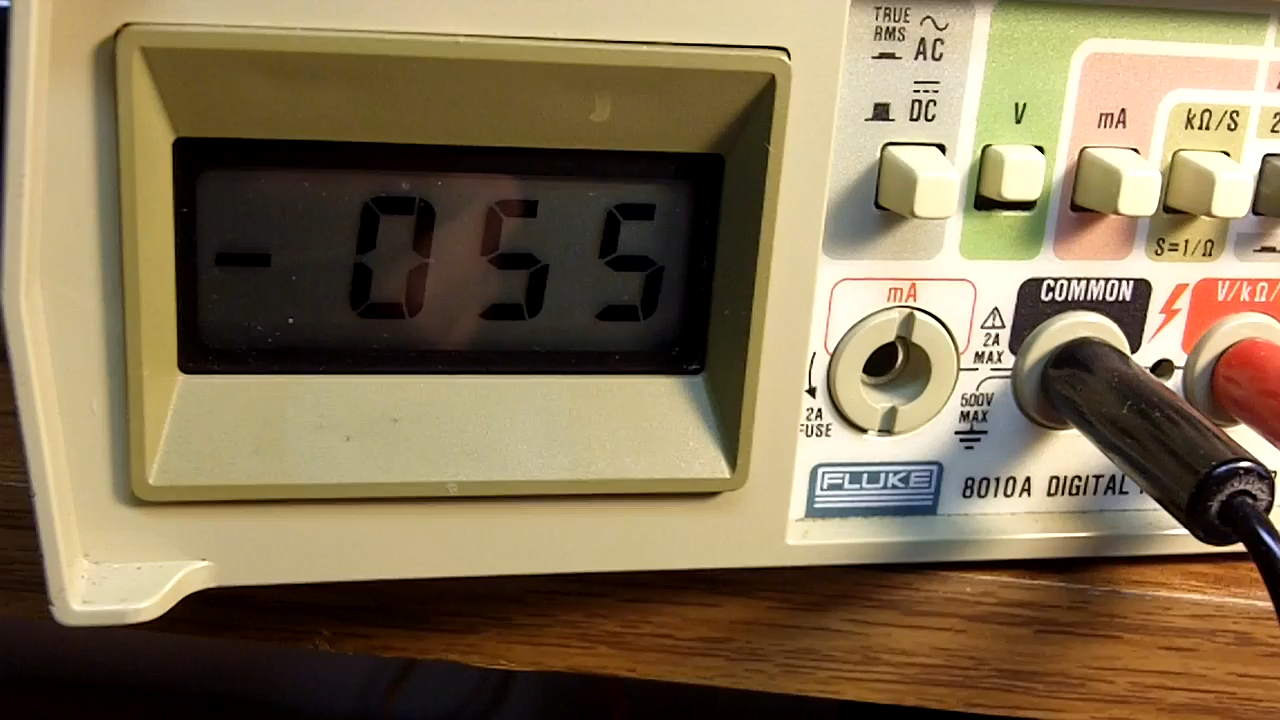 - 055
TRUE
RMS
AC
DC
V
mA
kΩ/S
S=1/Ω
mA
COMMON
V/kΩ/
2A
MAX
500V
MAX
2A
FUSE
FLUKE
8010A DIGITAL